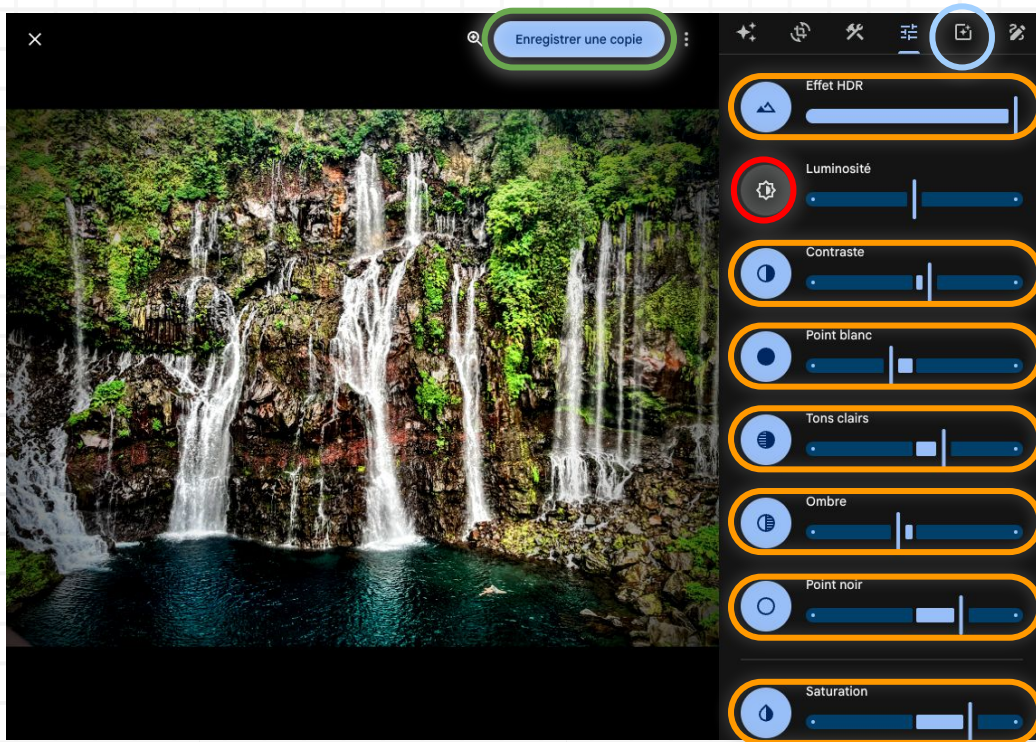 Enregistrer une copie
Effet HDR
Luminosité
Contraste
Point blanc
Tons clairs
Ombre
Point noir
Saturation